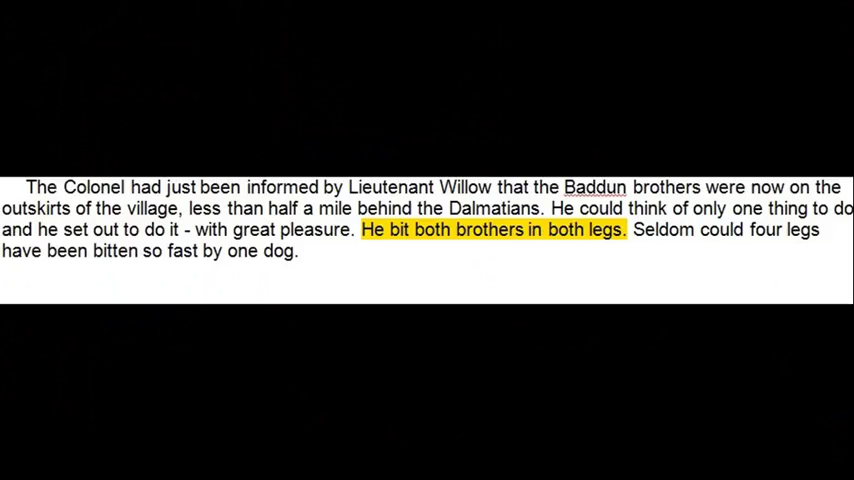 The Colonel had just been informed by Lieutenant Willow that the Baddun brothers were now on the
outskirts of the village, less than half a mile behind the Dalmatians. He could think of only one thing to do
and he set out to do it - with great pleasure. He bit both brothers in both legs. Seldom could four legs
have been bitten so fast by one dog.